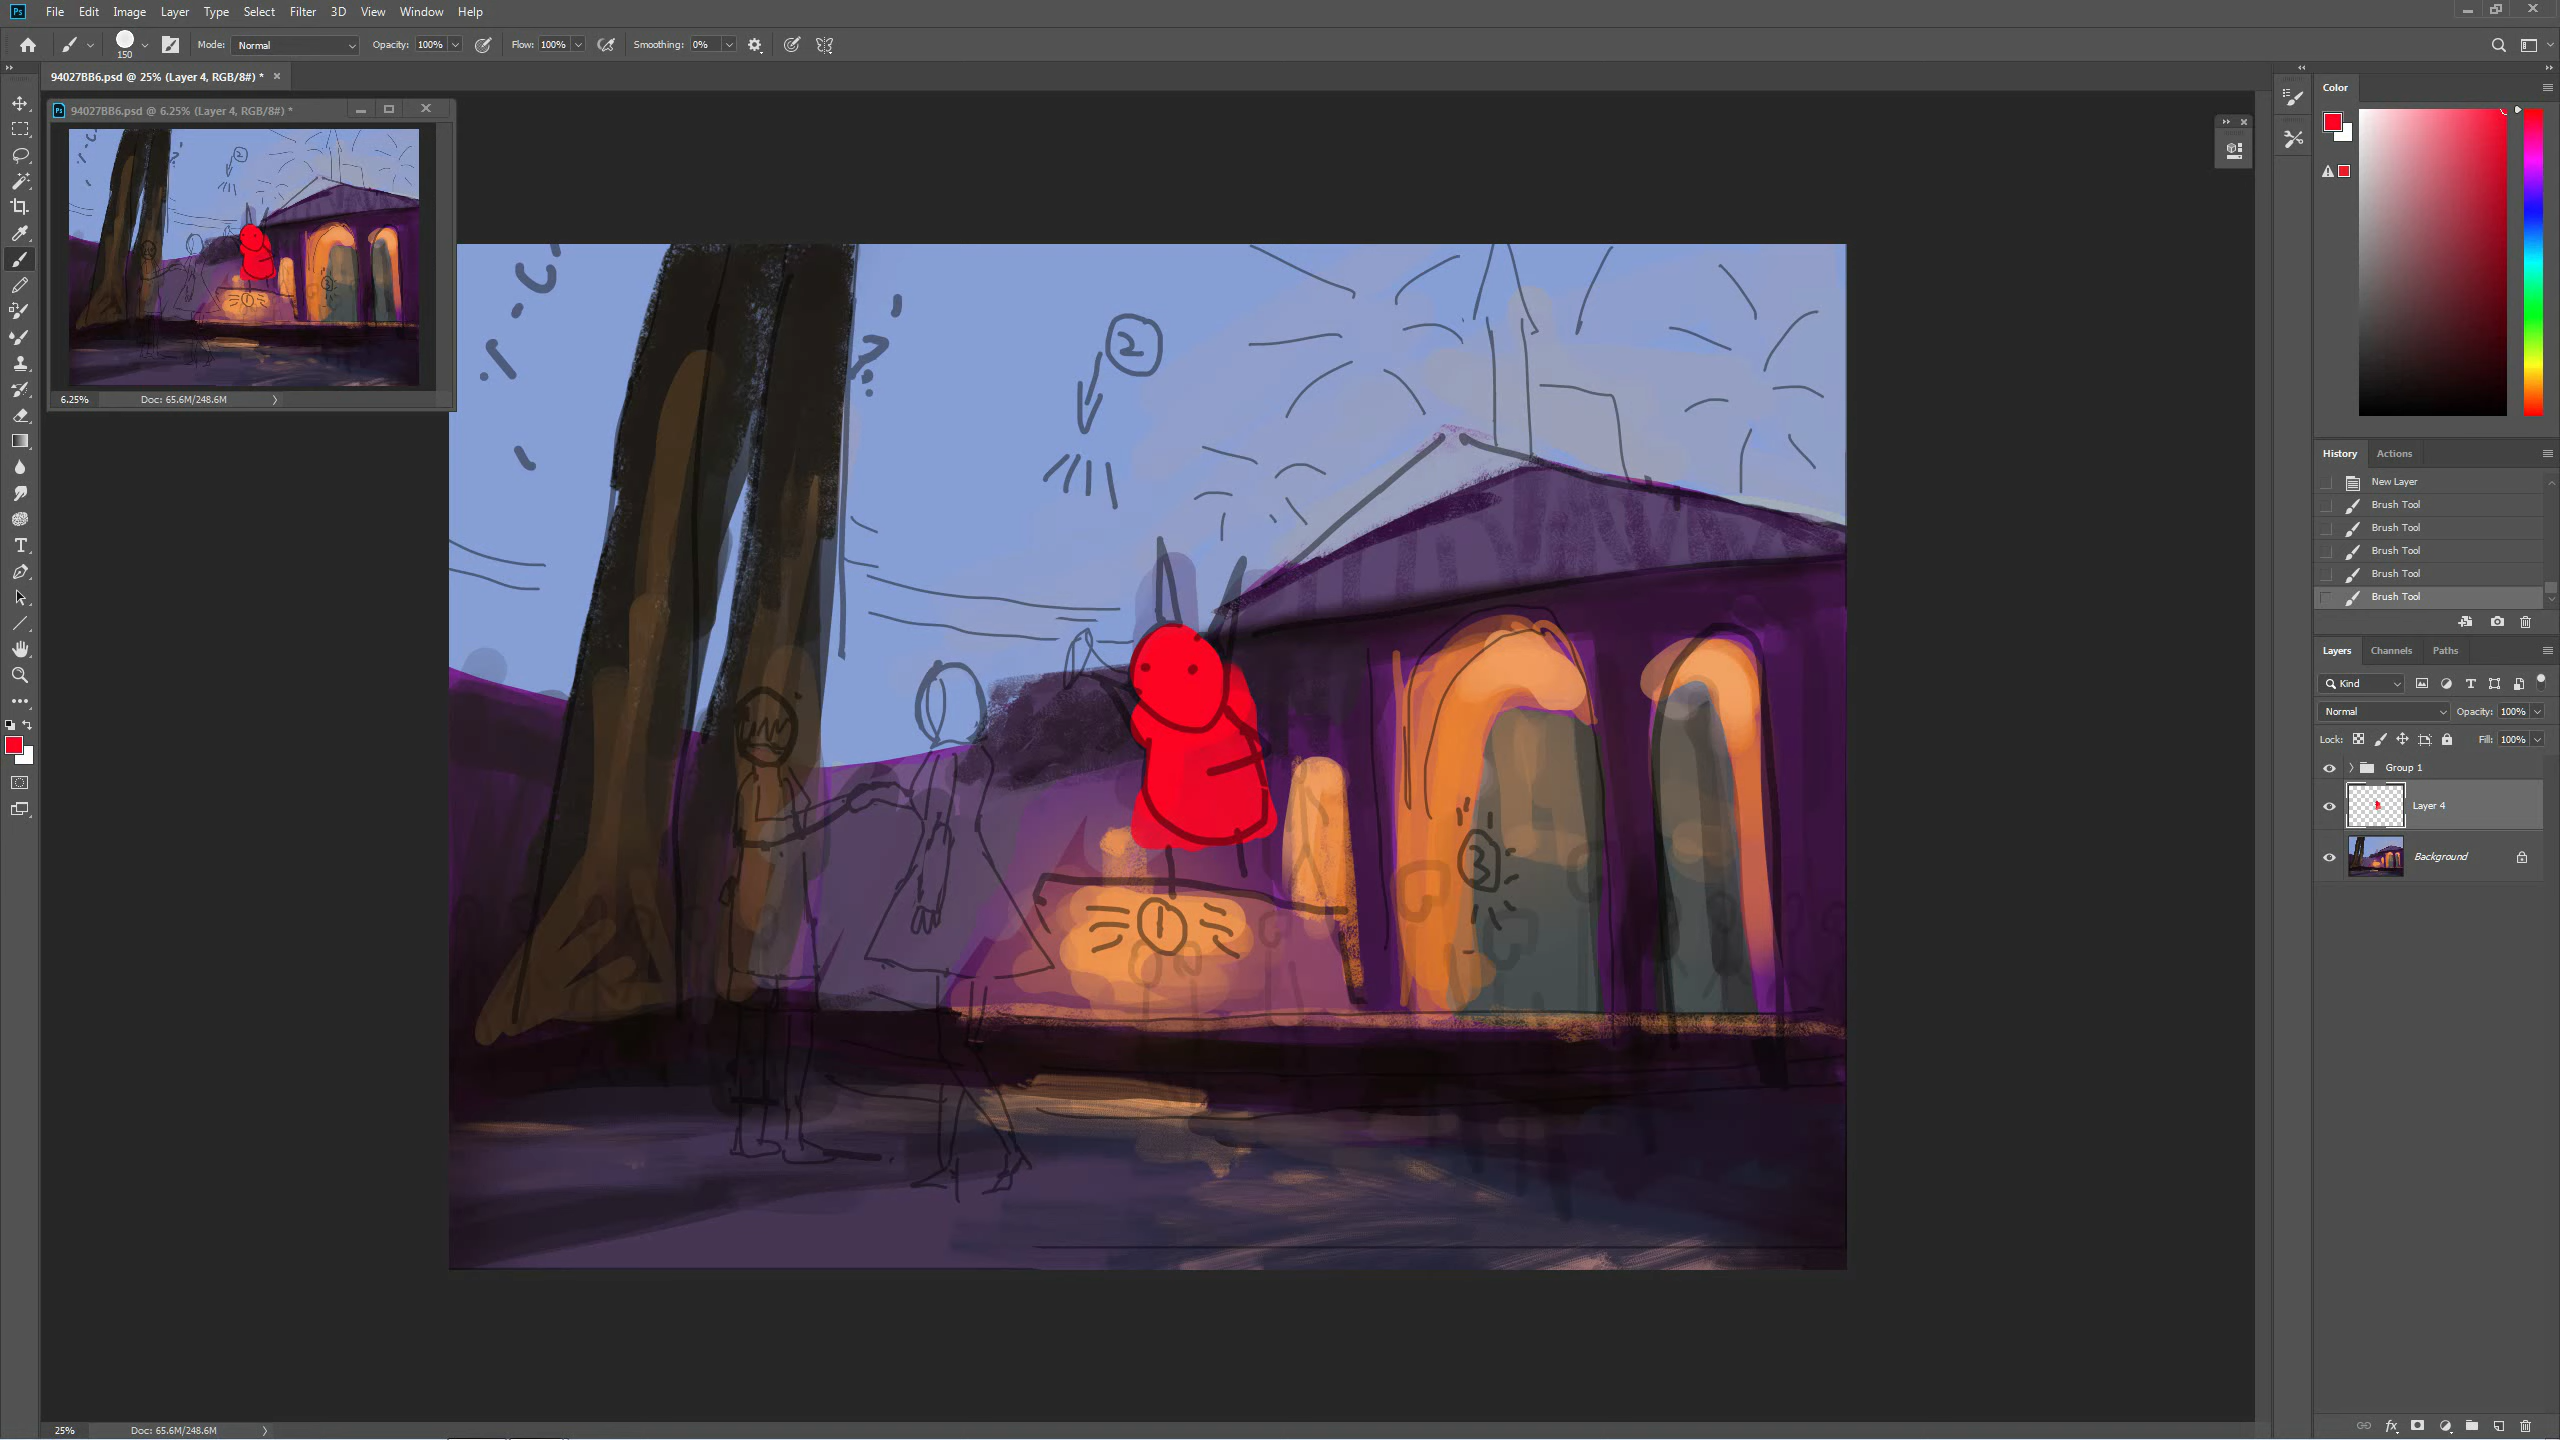 Ps File Edit Image Layer Type Select Filter 3D View Window Help
150 Mode: Normal Opacity: 100% Flow: 100% Smoothing: 0%
94027BB6.psd @ 25% (Layer 4, RGB/8#) *
94027BB6.psd @ 6.25% (Layer 4, RGB/8#) *
6.25% Doc: 65.6M/248.6M
2
?
1
3
Color
History Actions
New Layer
Brush Tool
Brush Tool
Brush Tool
Brush Tool
Brush Tool
Layers Channels Paths
Kind
Normal Opacity: 100%
Lock: Fill: 100%
Group 1
Layer 4
Background
fx
25% Doc: 65.6M/248.6M